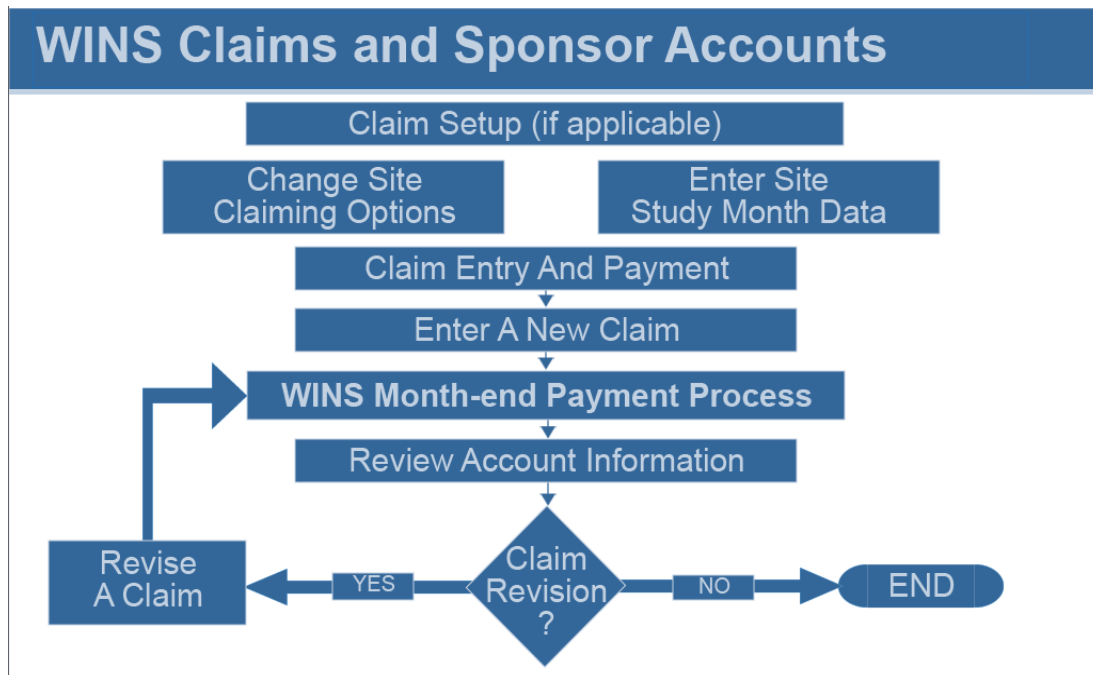 WINS Claims and Sponsor Accounts
Claim Setup (if applicable)
Change Site
Claiming Options
Enter Site
Study Month Data
Claim Entry And Payment
Enter A New Claim
WINS Month-end Payment Process
Review Account Information
Claim
Revision
?
YES
Revise
A Claim
NO
END